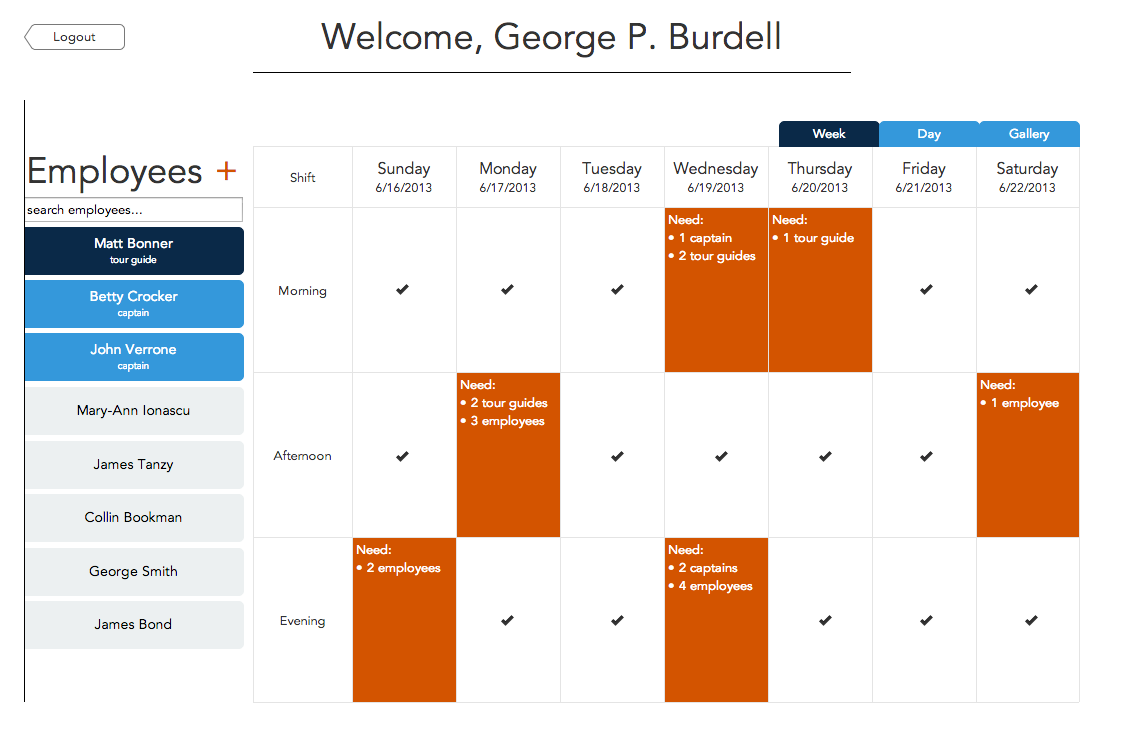 Logout
Welcome, George P. Burdell
Week Day Gallery
Employees +
search employees...
Matt Bonner
tour guide
Betty Crocker
captain
John Verrone
captain
Mary-Ann Ionascu
James Tanzy
Collin Bookman
George Smith
James Bond
Shift
Sunday
6/16/2013
Monday
6/17/2013
Tuesday
6/18/2013
Wednesday
6/19/2013
Thursday
6/20/2013
Friday
6/21/2013
Saturday
6/22/2013
Morning
Need:
• 1 captain
• 2 tour guides
Need:
• 1 tour guide
Afternoon
Need:
• 2 tour guides
• 3 employees
Need:
• 1 employee
Evening
Need:
• 2 employees
Need:
• 2 captains
• 4 employees